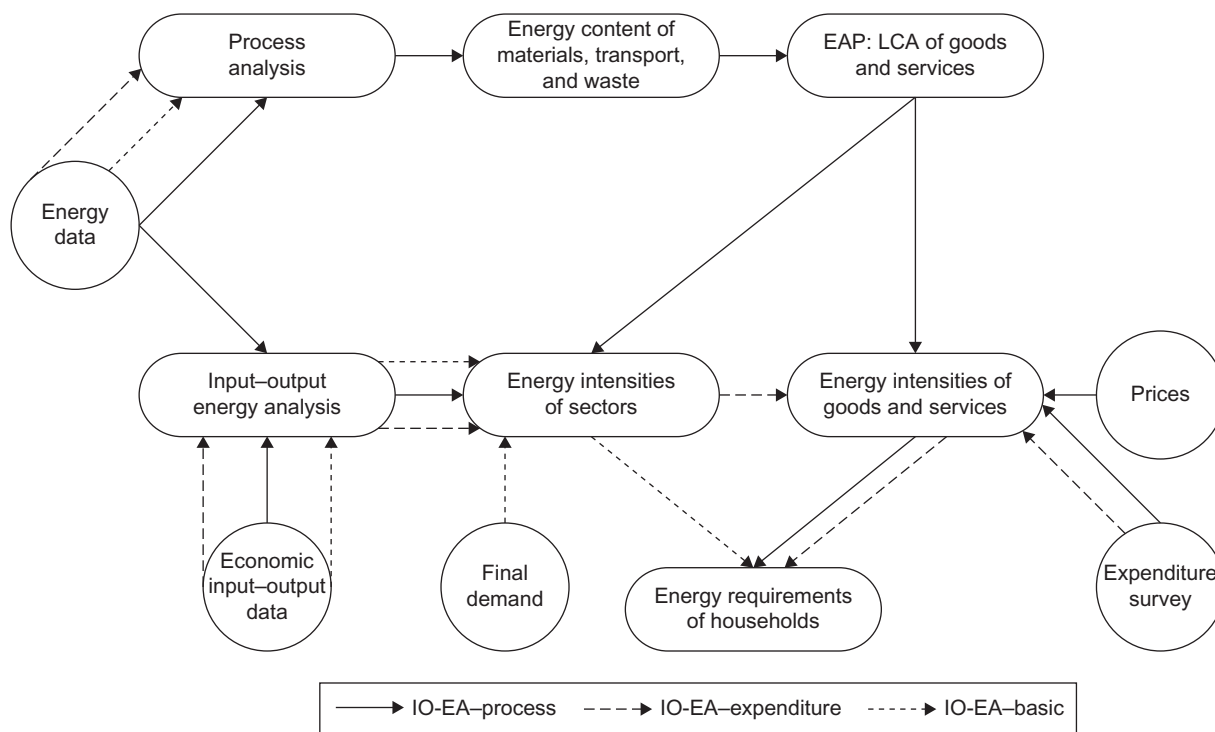 Process
analysis
Energy content of
materials, transport,
and waste
EAP: LCA of goods
and services
Energy
data
Input–output
energy analysis
Energy intensities
of sectors
Energy intensities of
goods and services
Prices
Economic
input–output
data
Final
demand
Energy requirements
of households
Expenditure
survey
IO-EA–process
IO-EA–expenditure
IO-EA–basic